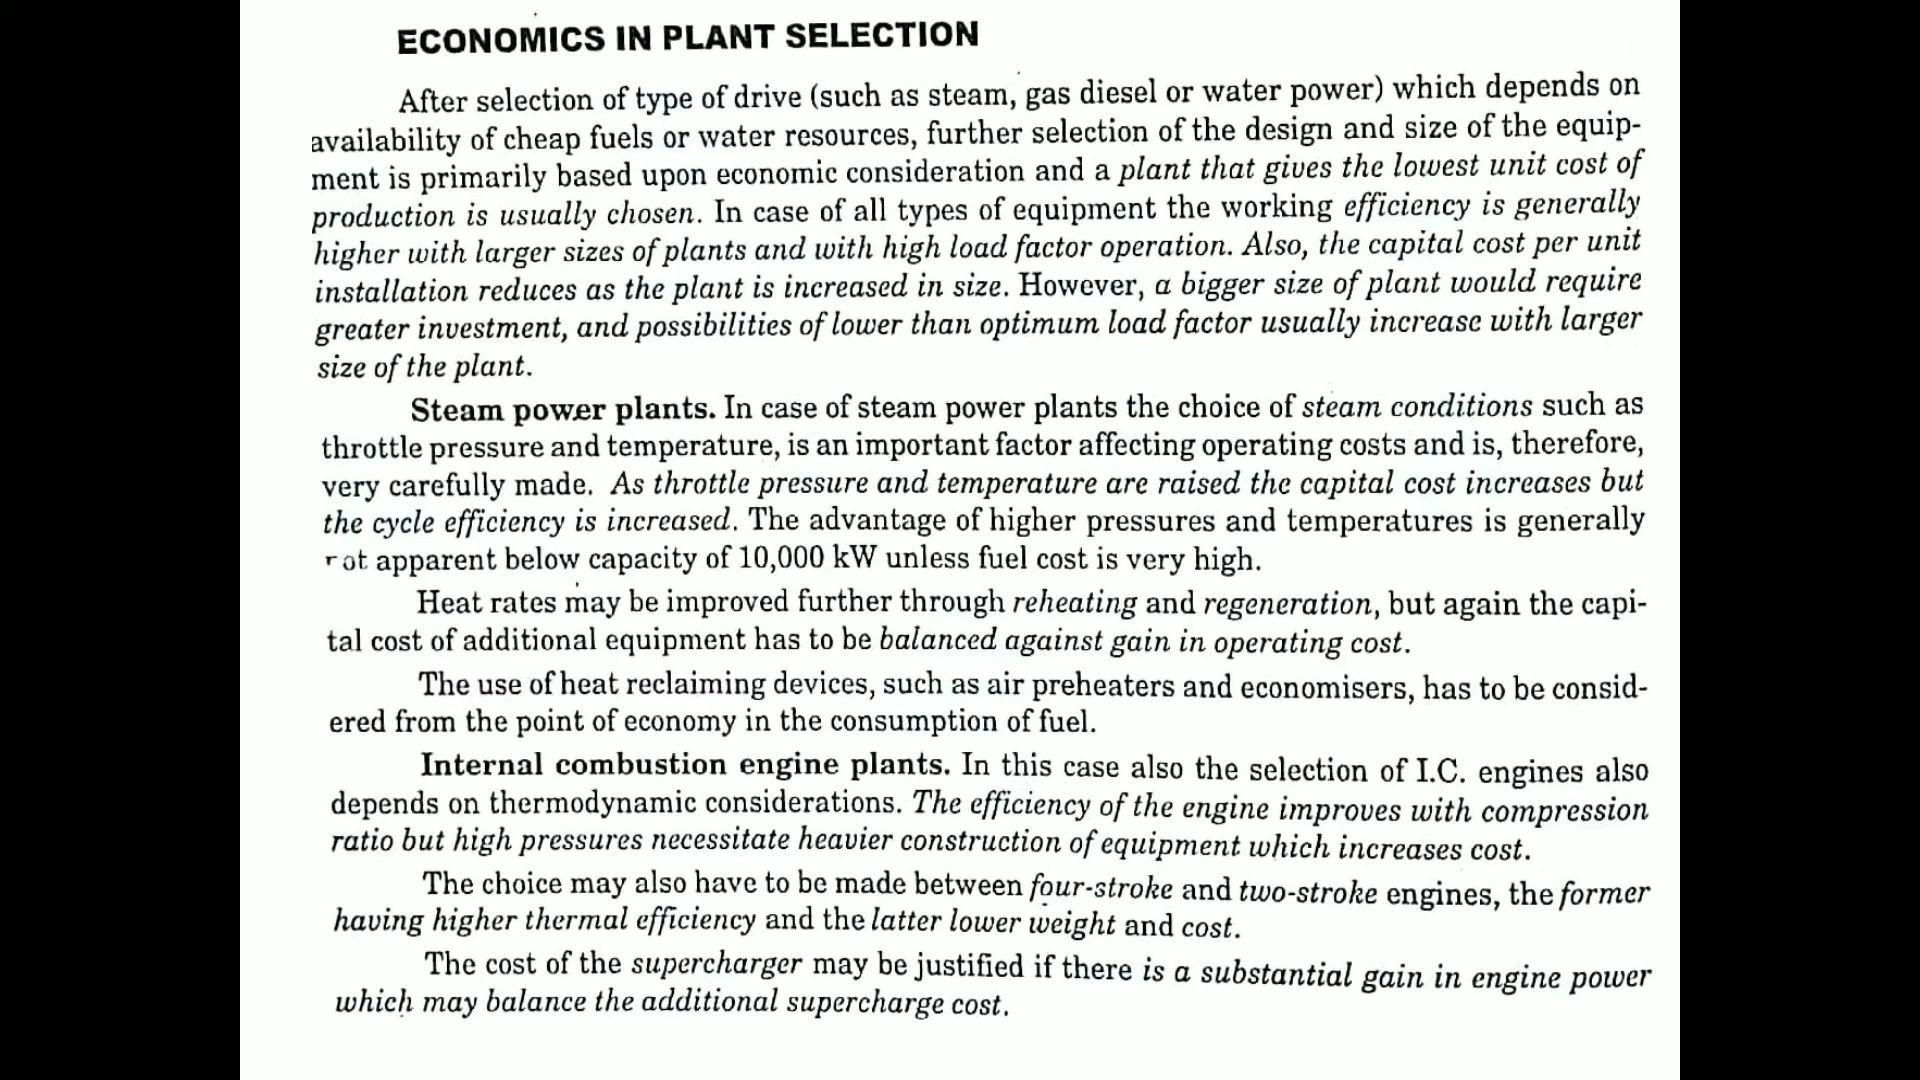 ECONOMICS IN PLANT SELECTION
After selection of type of drive (such as steam, gas diesel or water power) which depends on
availability of cheap fuels or water resources, further selection of the design and size of the equip-
ment is primarily based upon economic consideration and a plant that gives the lowest unit cost of
production is usually chosen. In case of all types of equipment the working efficiency is generally
higher with larger sizes of plants and with high load factor operation. Also, the capital cost per unit
installation reduces as the plant is increased in size. However, a bigger size of plant would require
greater investment, and possibilities of lower than optimum load factor usually increase with larger
size of the plant.
Steam power plants. In case of steam power plants the choice of steam conditions such as
throttle pressure and temperature, is an important factor affecting operating costs and is, therefore,
very carefully made. As throttle pressure and temperature are raised the capital cost increases but
the cycle efficiency is increased. The advantage of higher pressures and temperatures is generally
not apparent below capacity of 10,000 kW unless fuel cost is very high.
Heat rates may be improved further through reheating and regeneration, but again the capi-
tal cost of additional equipment has to be balanced against gain in operating cost.
The use of heat reclaiming devices, such as air preheaters and economisers, has to be consid-
ered from the point of economy in the consumption of fuel.
Internal combustion engine plants. In this case also the selection of I.C. engines also
depends on thermodynamic considerations. The efficiency of the engine improves with compression
ratio but high pressures necessitate heavier construction of equipment which increases cost.
The choice may also have to be made between four-stroke and two-stroke engines, the former
having higher thermal efficiency and the latter lower weight and cost.
The cost of the supercharger may be justified if there is a substantial gain in engine power
which may balance the additional supercharge cost.